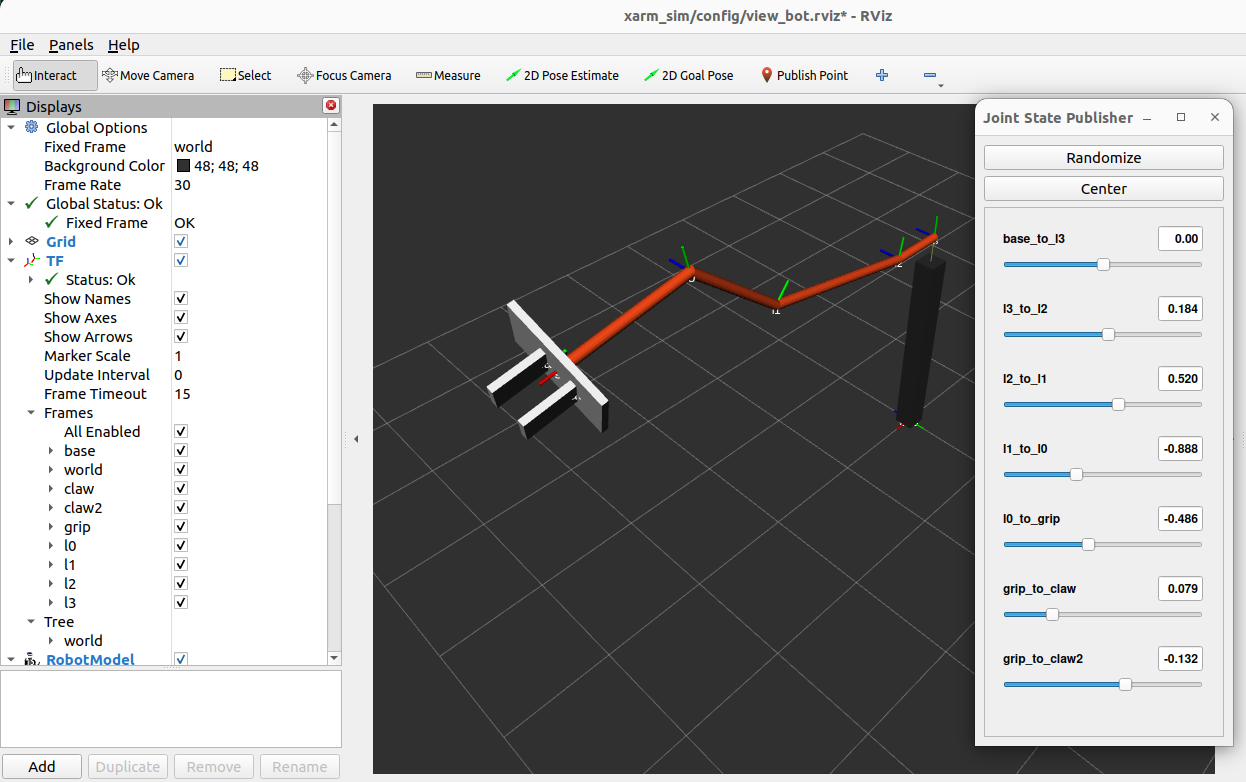 xarm_sim/config/view_bot.rviz* - RViz
File Panels Help
Interact Move Camera Select Focus Camera Measure 2D Pose Estimate 2D Goal Pose Publish Point
Displays
Global Options
Fixed Frame world
Background Color 48; 48; 48
Frame Rate 30
Global Status: Ok
Fixed Frame OK
Grid
TF
Status: Ok
Show Names
Show Axes
Show Arrows
Marker Scale 1
Update Interval 0
Frame Timeout 15
Frames
All Enabled
base
world
claw
claw2
grip
l0
l1
l2
l3
Tree
world
RobotModel
Add Duplicate Remove Rename
l1
Joint State Publisher
Randomize
Center
base_to_l3 0.00
l3_to_l2 0.184
l2_to_l1 0.520
l1_to_l0 -0.888
l0_to_grip -0.486
grip_to_claw 0.079
grip_to_claw2 -0.132